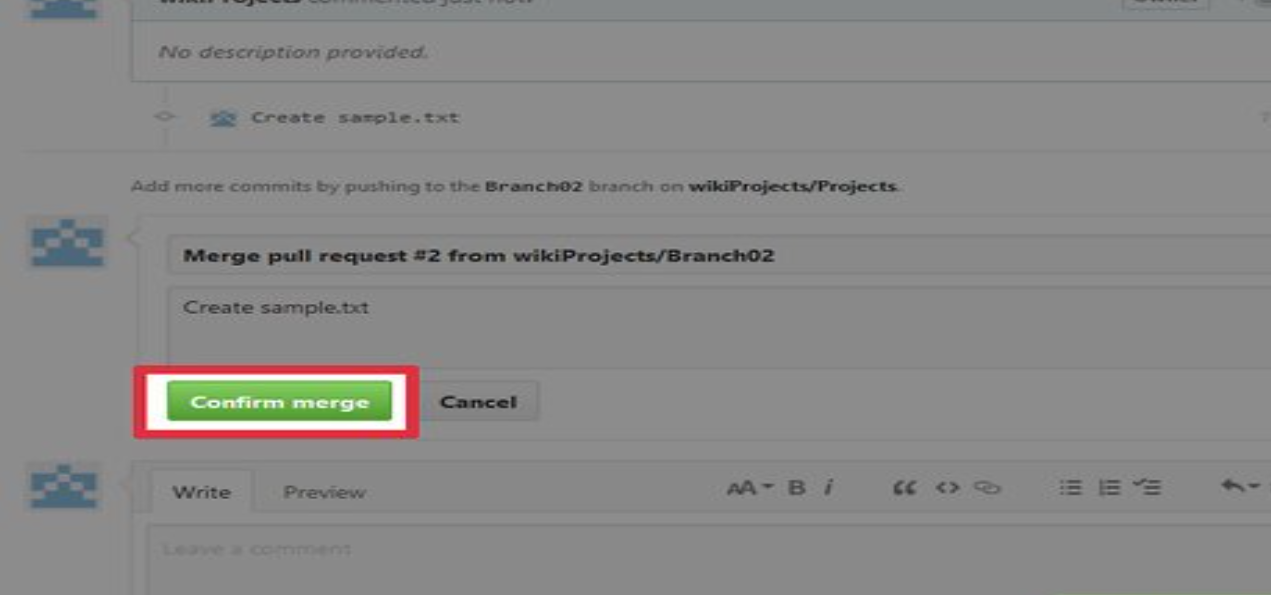 wikiProjects commented just now
Owner
No description provided.
Create sample.txt
Add more commits by pushing to the Branch02 branch on wikiProjects/Projects.
Merge pull request #2 from wikiProjects/Branch02
Create sample.txt
Confirm merge Cancel
Write Preview AA B i
Leave a comment